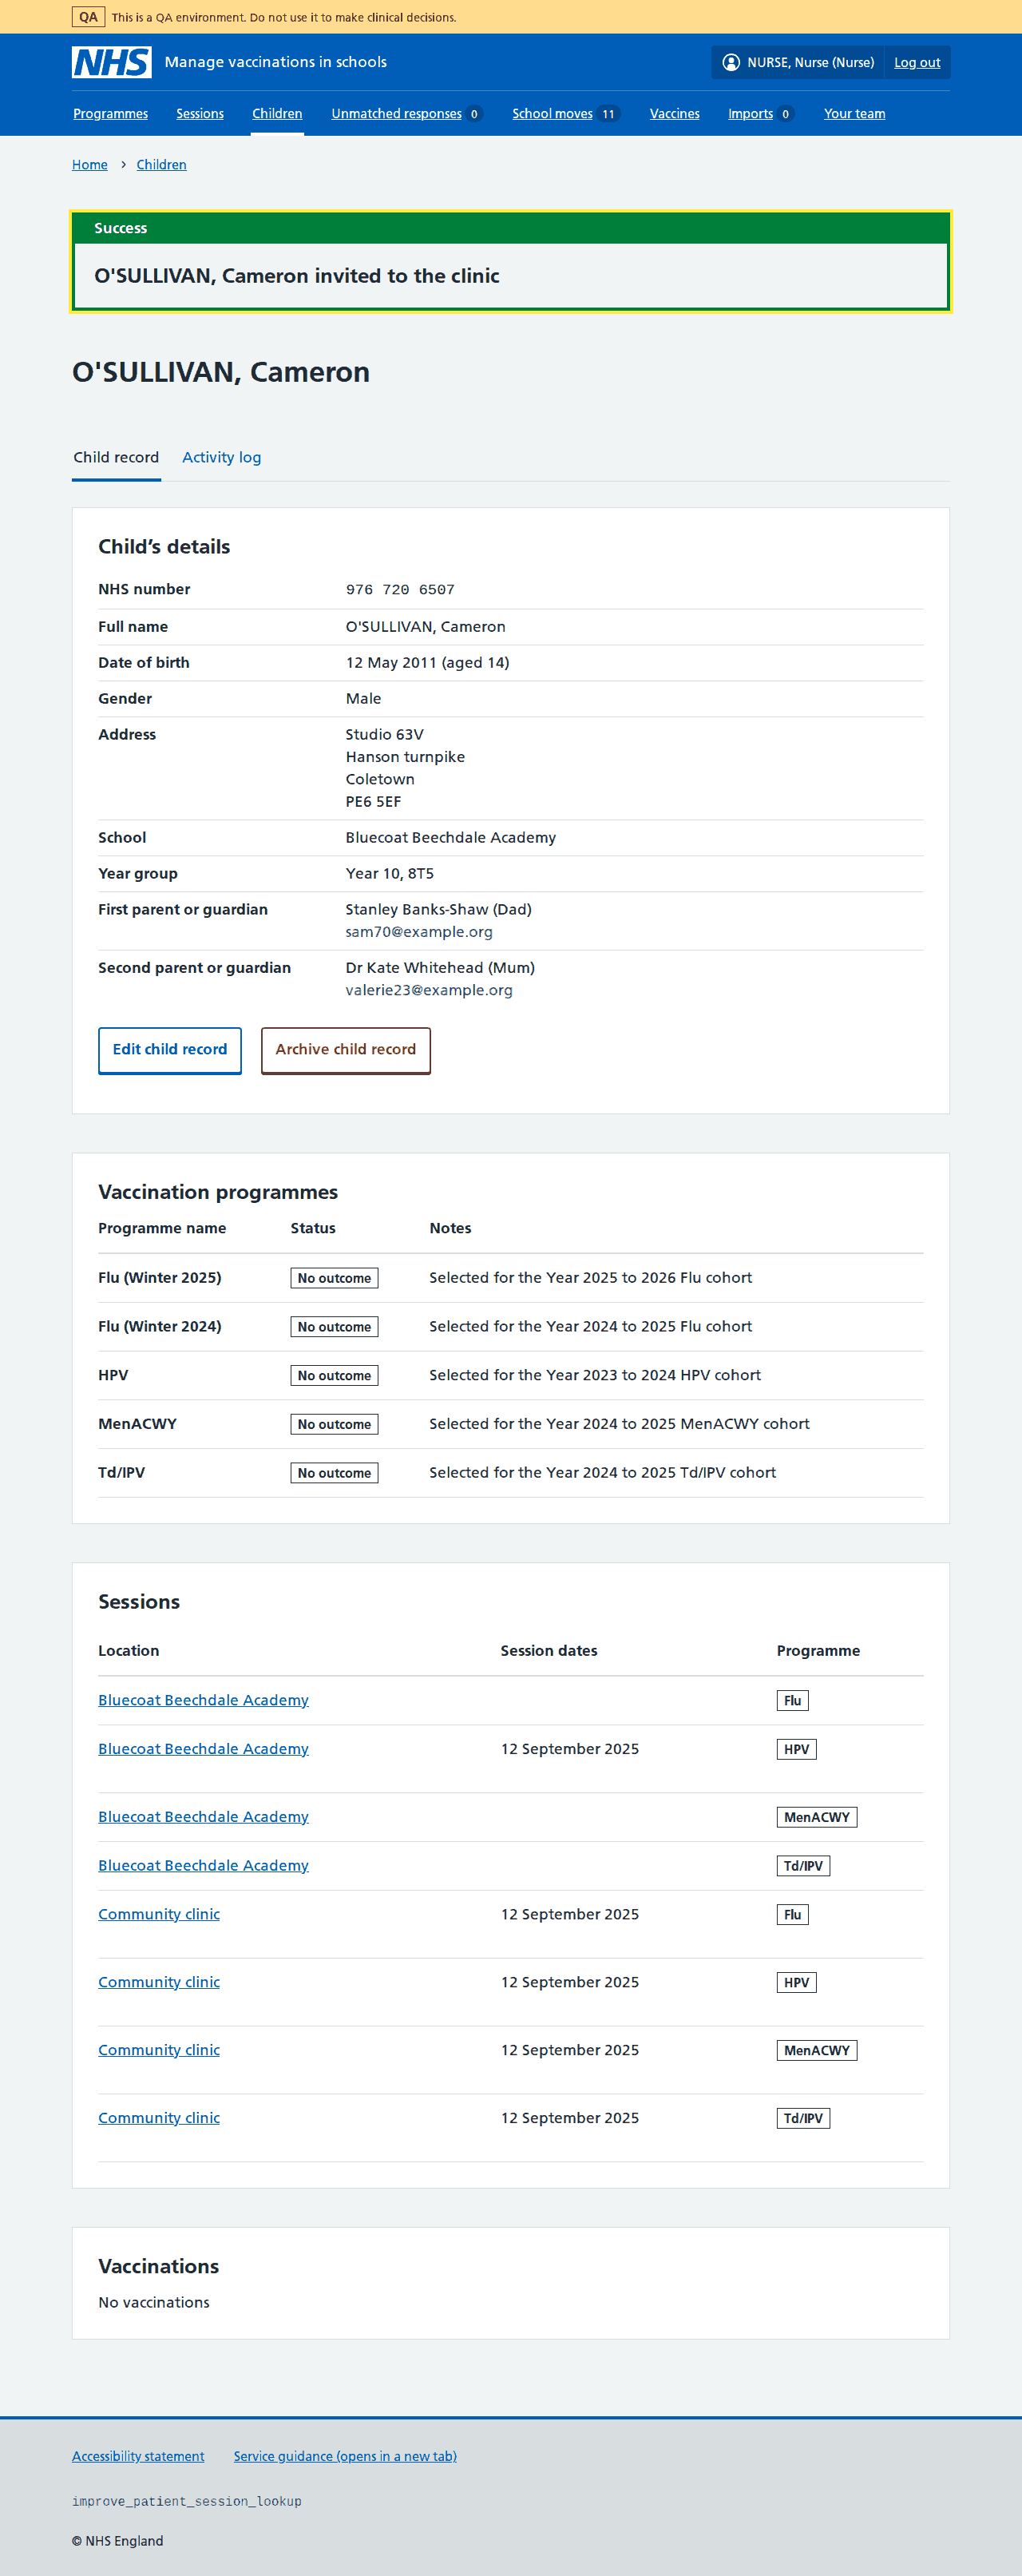 QA This is a QA environment. Do not use it to make clinical decisions.
NHS Manage vaccinations in schools NURSE, Nurse (Nurse) Log out
Programmes Sessions Children Unmatched responses 0 School moves 11 Vaccines Imports 0 Your team
Home › Children
Success
O'SULLIVAN, Cameron invited to the clinic
O'SULLIVAN, Cameron
Child record Activity log
Child’s details
NHS number 976 720 6507
Full name O'SULLIVAN, Cameron
Date of birth 12 May 2011 (aged 14)
Gender Male
Address Studio 63V
Hanson turnpike
Coletown
PE6 5EF
School Bluecoat Beechdale Academy
Year group Year 10, 8T5
First parent or guardian Stanley Banks-Shaw (Dad)
sam70@example.org
Second parent or guardian Dr Kate Whitehead (Mum)
valerie23@example.org
Edit child record Archive child record
Vaccination programmes
Programme name Status Notes
Flu (Winter 2025) No outcome Selected for the Year 2025 to 2026 Flu cohort
Flu (Winter 2024) No outcome Selected for the Year 2024 to 2025 Flu cohort
HPV No outcome Selected for the Year 2023 to 2024 HPV cohort
MenACWY No outcome Selected for the Year 2024 to 2025 MenACWY cohort
Td/IPV No outcome Selected for the Year 2024 to 2025 Td/IPV cohort
Sessions
Location Session dates Programme
Bluecoat Beechdale Academy Flu
Bluecoat Beechdale Academy 12 September 2025 HPV
Bluecoat Beechdale Academy MenACWY
Bluecoat Beechdale Academy Td/IPV
Community clinic 12 September 2025 Flu
Community clinic 12 September 2025 HPV
Community clinic 12 September 2025 MenACWY
Community clinic 12 September 2025 Td/IPV
Vaccinations
No vaccinations
Accessibility statement Service guidance (opens in a new tab)
improve_patient_session_lookup
© NHS England